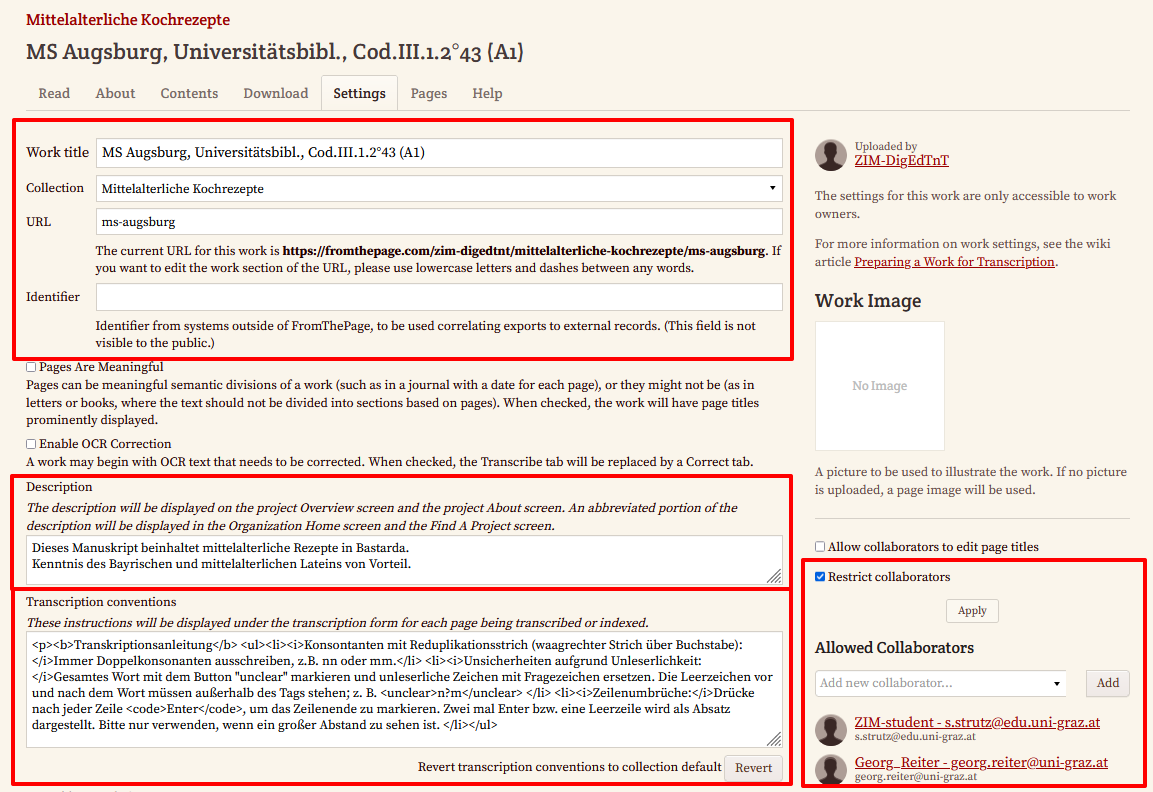 Mittelalterliche Kochrezepte
MS Augsburg, Universitätsbibl., Cod.III.1.2°43 (A1)
Read About Contents Download Settings Pages Help
Work title MS Augsburg, Universitätsbibl., Cod.III.1.2°43 (A1)
Collection Mittelalterliche Kochrezepte
URL ms-augsburg
The current URL for this work is https://fromthepage.com/zim-digedtnt/mittelalterliche-kochrezepte/ms-augsburg. If
you want to edit the work section of the URL, please use lowercase letters and dashes between any words.
Identifier
Identifier from systems outside of FromThePage, to be used correlating exports to external records. (This field is not
visible to the public.)
Pages Are Meaningful
Pages can be meaningful semantic divisions of a work (such as in a journal with a date for each page), or they might not be (as in
letters or books, where the text should not be divided into sections based on pages). When checked, the work will have page titles
prominently displayed.
Enable OCR Correction
A work may begin with OCR text that needs to be corrected. When checked, the Transcribe tab will be replaced by a Correct tab.
Description
The description will be displayed on the project Overview screen and the project About screen. An abbreviated portion of the
description will be displayed in the Organization Home screen and the Find A Project screen.
Dieses Manuskript beinhaltet mittelalterliche Rezepte in Bastarda.
Kenntnis des Bayrischen und mittelalterlichen Lateins von Vorteil.
Transcription conventions
These instructions will be displayed under the transcription form for each page being transcribed or indexed.
<p><b>Transkriptionsanleitung</b> <ul><li><i>Konsonanten mit Reduplikationsstrich (waagrechter Strich über Buchstabe):
</i>Immer Doppelkonsonanten ausschreiben, z.B. nn oder mm.</li> <li><i>Unsicherheiten aufgrund Unleserlichkeit:
</i>Gesamtes Wort mit dem Button "unclear" markieren und unleserliche Zeichen mit Fragezeichen ersetzen. Die Leerzeichen vor
und nach dem Wort müssen außerhalb des Tags stehen; z. B. <unclear>n?m</unclear> </li> <li><i>Zeilenumbrüche:</i>Drücke
nach jeder Zeile <code>Enter</code>, um das Zeilenende zu markieren. Zwei mal Enter bzw. eine Leerzeile wird als Absatz
dargestellt. Bitte nur verwenden, wenn ein großer Abstand zu sehen ist. </li></ul>
Revert transcription conventions to collection default Revert
Uploaded by
ZIM-DigEdTnT
The settings for this work are only accessible to work
owners.
For more information on work settings, see the wiki
article Preparing a Work for Transcription.
Work Image
No Image
A picture to be used to illustrate the work. If no picture
is uploaded, a page image will be used.
Allow collaborators to edit page titles
Restrict collaborators
Apply
Allowed Collaborators
Add new collaborator... Add
ZIM-student - s.strutz@edu.uni-graz.at
s.strutz@edu.uni-graz.at
Georg_Reiter - georg.reiter@uni-graz.at
georg.reiter@uni-graz.at